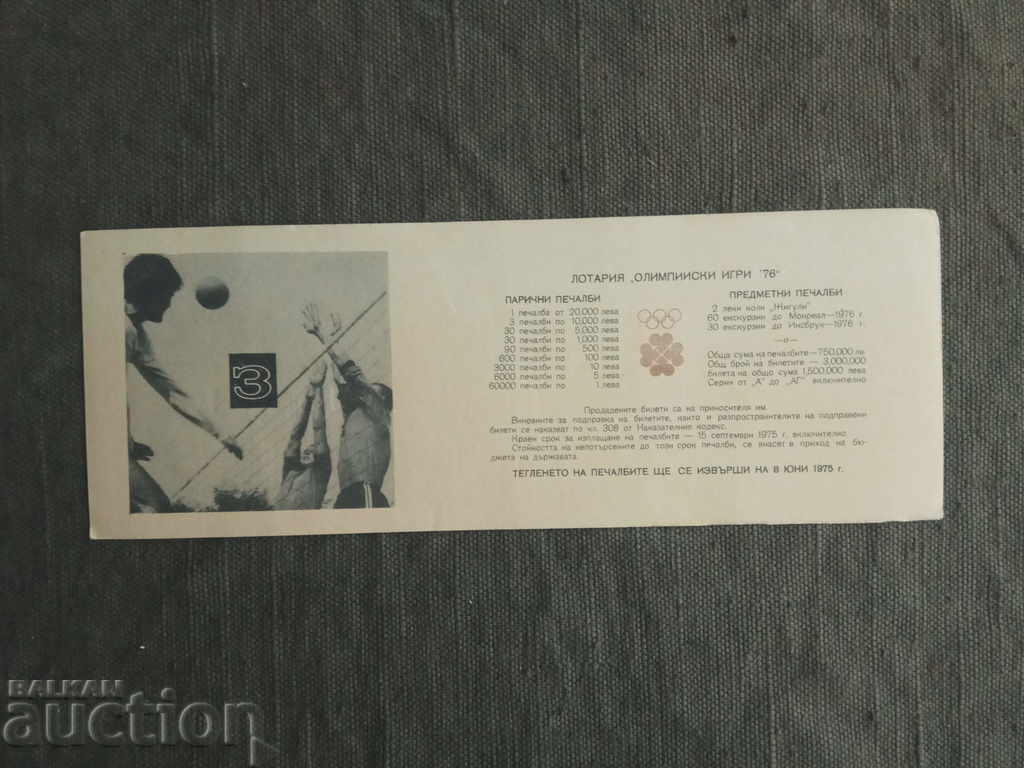 ЛОТАРИЯ „ОЛИМПИИСКИ ИГРИ '76"
ПАРИЧНИ ПЕЧАЛБИ
1 печалба от 20,000 лева
3 печалби по 10,000 лева
30 печалби по 5,000 лева
30 печалби по 1,000 лева
90 печалби по 500 лева
600 печалби по 100 лева
3000 печалби по 10 лева
6000 печалби по 5 лева
60000 печалби по 1 лева
ПРЕДМЕТНИ ПЕЧАЛБИ
2 леки коли „Жигули"
60 екскурзии до Монреал—1976 г.
30 екскурзии до Инсбрук—1976 г.
—о—
Обща сума на печалбите—750,000 лв.
Общ брой на билетите — 3,000,000
Билета на обща сума 1,500,000 лева
Серии от „А" до „АГ" включително
3
Продадените билети са на приносителя им.
Виновните за подправка на билетите, както и разпространителите на подправени
билети се наказват по чл. 308 от Наказателния кодекс.
Краен срок за изплащане на печалбите — 15 септември 1975 г. включително.
Стойността на непотърсените до този срок печалби, се внасят в приход на бю-
джета на държавата.
ТЕГЛЕНЕТО НА ПЕЧАЛБИТЕ ЩЕ СЕ ИЗВЪРШИ НА 8 ЮНИ 1975 г.
BALKAN
auction